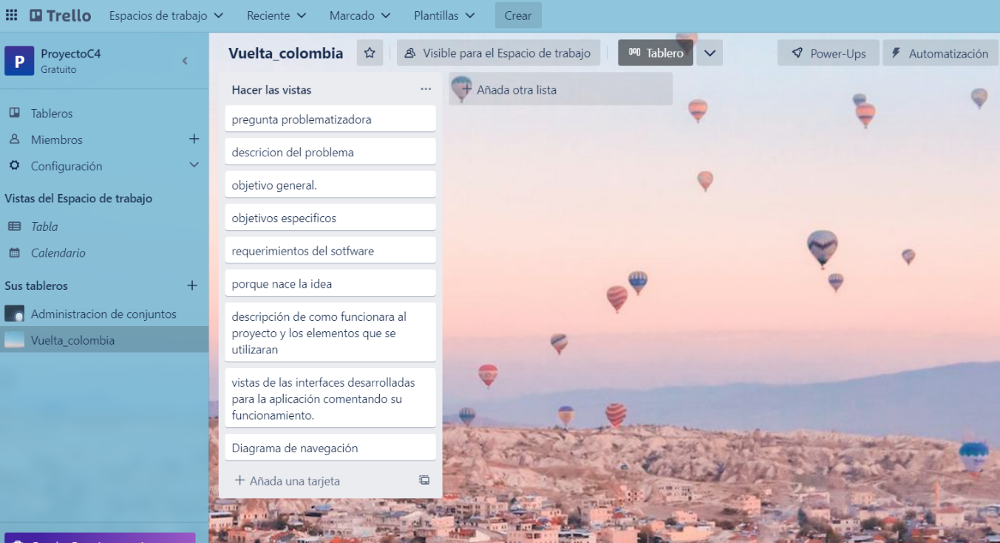 Trello Espacios de trabajo Reciente Marcado Plantillas Crear
P ProyectoC4
Gratuito
Tableros
Miembros
Configuración
Vistas del Espacio de trabajo
Tabla
Calendario
Sus tableros
Administracion de conjuntos
Vuelta_colombia
Vuelta_colombia Visible para el Espacio de trabajo Tablero Power-Ups Automatización
Hacer las vistas
pregunta problematizadora
descricion del problema
objetivo general.
objetivos especificos
requerimientos del sotfware
porque nace la idea
descripción de como funcionara al
proyecto y los elementos que se
utilizaran
vistas de las interfaces desarrolladas
para la aplicación comentando su
funcionamiento.
Diagrama de navegación
+ Añada una tarjeta
+ Añada otra lista